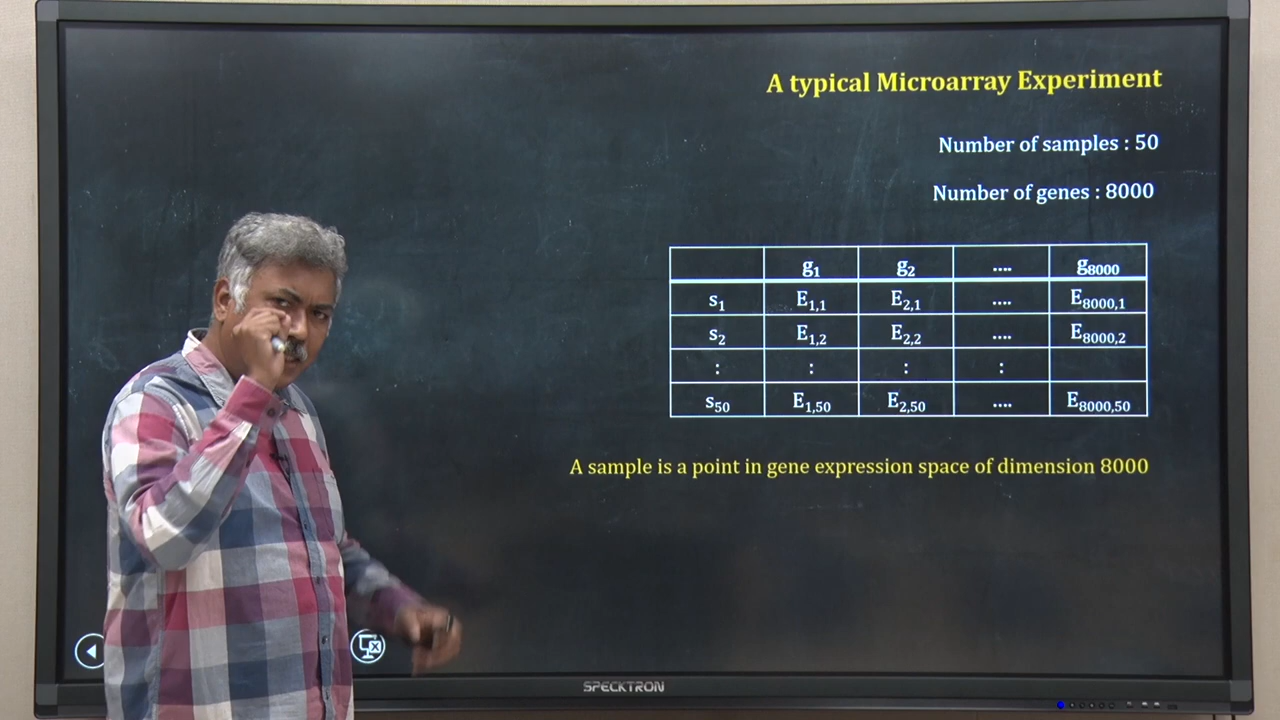 A typical Microarray Experiment
Number of samples : 50
Number of genes : 8000
g1 g2 .... g8000
s1 E1,1 E2,1 .... E8000,1
s2 E1,2 E2,2 .... E8000,2
: : : :
s50 E1,50 E2,50 .... E8000,50
A sample is a point in gene expression space of dimension 8000
SPECKTRON